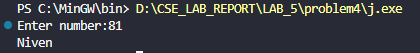 PS C:\MinGW\bin> D:\CSE_LAB_REPORT\LAB_5\problem4\j.exe
Enter number:81
Niven